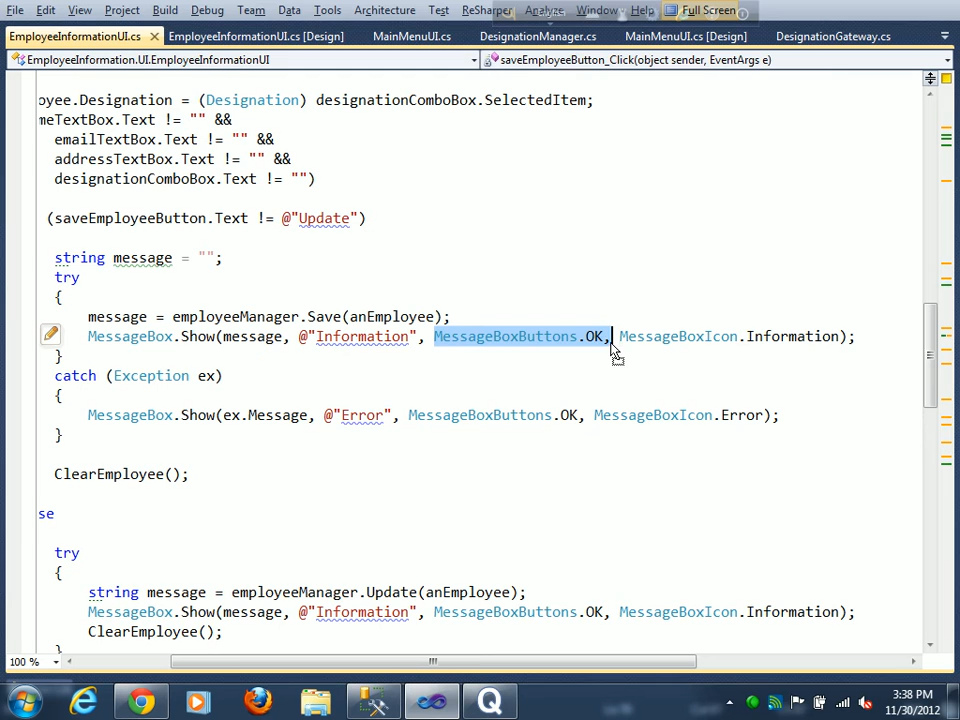 File Edit View Project Build Debug Team Data Tools Architecture Test ReSharper Analyze Window Help Full Screen
EmployeeInformationUI.cs EmployeeInformationUI.cs [Design] MainMenuUI.cs DesignationManager.cs MainMenuUI.cs [Design] DesignationGateway.cs
EmployeeInformation.UI.EmployeeInformationUI saveEmployeeButton_Click(object sender, EventArgs e)
oyee.Designation = (Designation) designationComboBox.SelectedItem;
meTextBox.Text != "" &&
emailTextBox.Text != "" &&
addressTextBox.Text != "" &&
designationComboBox.Text != "")
(saveEmployeeButton.Text != @"Update")
string message = "";
try
{
message = employeeManager.Save(anEmployee);
MessageBox.Show(message, @"Information", MessageBoxButtons.OK, MessageBoxIcon.Information);
}
catch (Exception ex)
{
MessageBox.Show(ex.Message, @"Error", MessageBoxButtons.OK, MessageBoxIcon.Error);
}
ClearEmployee();
se
try
{
string message = employeeManager.Update(anEmployee);
MessageBox.Show(message, @"Information", MessageBoxButtons.OK, MessageBoxIcon.Information);
ClearEmployee();
}
100 %
3:38 PM
11/30/2012